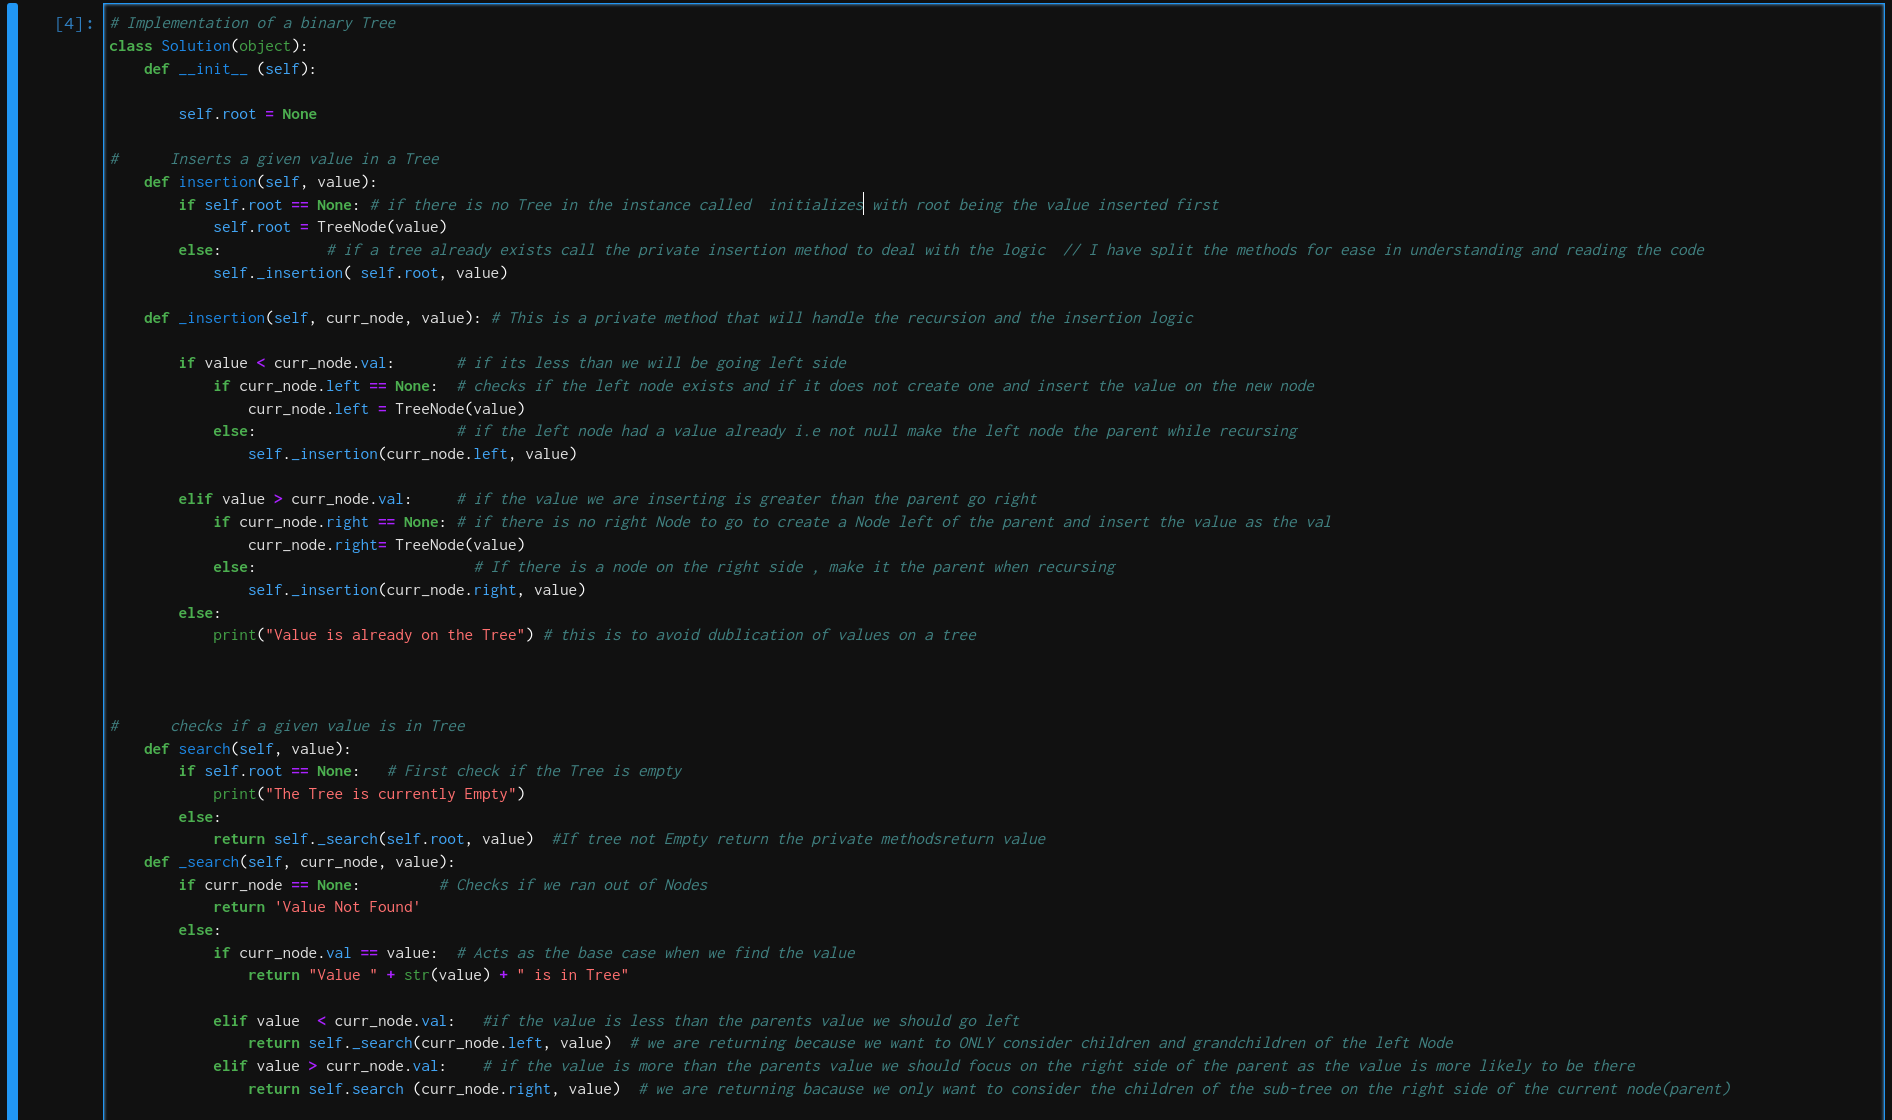 [4]: # Implementation of a binary Tree
class Solution(object):
    def __init__ (self):

        self.root = None

#      Inserts a given value in a Tree
    def insertion(self, value):
        if self.root == None: # if there is no Tree in the instance called  initializes with root being the value inserted first
            self.root = TreeNode(value)
        else:            # if a tree already exists call the private insertion method to deal with the logic  // I have split the methods for ease in understanding and reading the code
            self._insertion( self.root, value)

    def _insertion(self, curr_node, value): # This is a private method that will handle the recursion and the insertion logic

        if value < curr_node.val:       # if its less than we will be going left side
            if curr_node.left == None:  # checks if the left node exists and if it does not create one and insert the value on the new node
                curr_node.left = TreeNode(value)
            else:                       # if the left node had a value already i.e not null make the left node the parent while recursing
                self._insertion(curr_node.left, value)

        elif value > curr_node.val:     # if the value we are inserting is greater than the parent go right
            if curr_node.right == None: # if there is no right Node to go to create a Node left of the parent and insert the value as the val
                curr_node.right= TreeNode(value)
            else:                         # If there is a node on the right side , make it the parent when recursing
                self._insertion(curr_node.right, value)
        else:
            print("Value is already on the Tree") # this is to avoid dublication of values on a tree



#      checks if a given value is in Tree
    def search(self, value):
        if self.root == None:   # First check if the Tree is empty
            print("The Tree is currently Empty")
        else:
            return self._search(self.root, value)  #If tree not Empty return the private methodsreturn value
    def _search(self, curr_node, value):
        if curr_node == None:         # Checks if we ran out of Nodes
            return 'Value Not Found'
        else:
            if curr_node.val == value:  # Acts as the base case when we find the value
                return "Value " + str(value) + " is in Tree"

            elif value  < curr_node.val:   #if the value is less than the parents value we should go left
                return self._search(curr_node.left, value)  # we are returning because we want to ONLY consider children and grandchildren of the left Node
            elif value > curr_node.val:    # if the value is more than the parents value we should focus on the right side of the parent as the value is more likely to be there
                return self.search (curr_node.right, value)  # we are returning bacause we only want to consider the children of the sub-tree on the right side of the current node(parent)